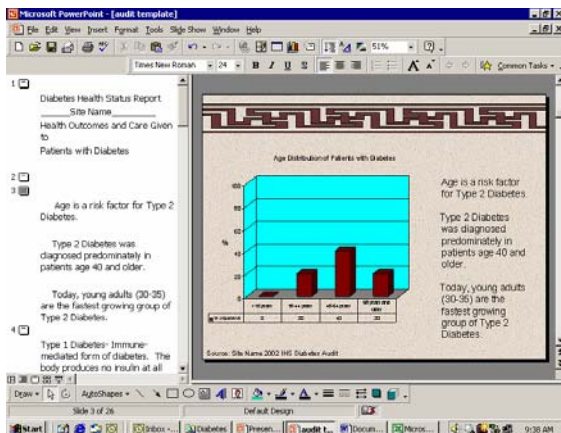 Microsoft PowerPoint - [audit template]
File Edit View Insert Format Tools Slide Show Window Help
51%
Times New Roman 24 B I U S A A Common Tasks
1
Diabetes Health Status Report
_____Site Name________
Health Outcomes and Care Given
to
Patients with Diabetes
2
3
Age is a risk factor for Type 2
Diabetes.
Type 2 Diabetes was
diagnosed predominately in
patients age 40 and older.
Today, young adults (30-35)
are the fastest growing group of
Type 2 Diabetes.
4
Type 1 Diabetes- Immune-
mediated form of diabetes. The
body produces no insulin at all
Age Distribution of Patients with Diabetes
100
80
60
40
20
0
%
Age is a risk factor
for Type 2 Diabetes
Type 2 Diabetes
was diagnosed
predominately in
patients age 40 and
older.
Today, young adults
(30-35) are the
fastest growing
group of Type 2
Diabetes.
Source: Site Name 2002 IHS Diabetes Audit
Draw AutoShapes
Slide 3 of 26 Default Design
Start Inbox -... Diabetes Presen... audit t... Docum... Micros... 9:38 AM